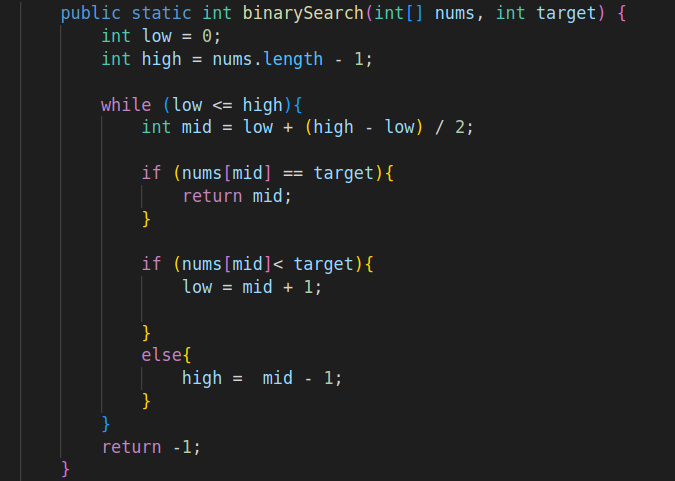 public static int binarySearch(int[] nums, int target) {
int low = 0;
int high = nums.length - 1;
while (low <= high){
int mid = low + (high - low) / 2;
if (nums[mid] == target){
return mid;
}
if (nums[mid]< target){
low = mid + 1;
}
else{
high =  mid - 1;
}
}
return -1;
}